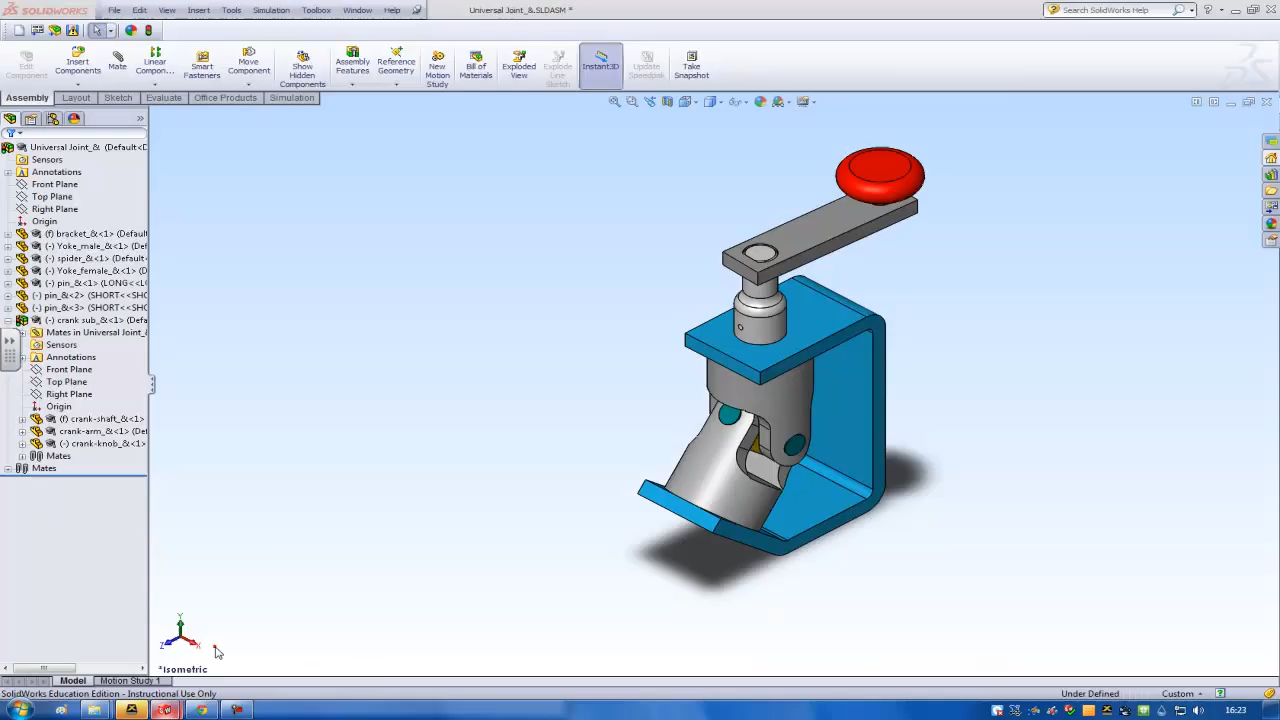 SOLIDWORKS File Edit View Insert Tools Simulation Toolbox Window Help Universal Joint_&.SLDASM * Search SolidWorks Help
Edit Component
Insert Components
Mate
Linear Compon...
Smart Fasteners
Move Component
Show Hidden Components
Assembly Features
Reference Geometry
New Motion Study
Bill of Materials
Exploded View
Explode Line Sketch
Instant3D
Update Speedpak
Take Snapshot
Assembly Layout Sketch Evaluate Office Products Simulation
Universal Joint_& (Default<D
Sensors
Annotations
Front Plane
Top Plane
Right Plane
Origin
(f) bracket_&<1> (Default
(-) Yoke_male_&<1> (Def
(-) spider_&<1> (Default<
(-) Yoke_female_&<1> (D
(-) pin_&<1> (LONG<<L
(-) pin_&<2> (SHORT<<SH
(-) pin_&<3> (SHORT<<SH
(-) crank sub_&<1> (Defa
Mates in Universal Joint_&
Sensors
Annotations
Front Plane
Top Plane
Right Plane
Origin
(f) crank-shaft_&<1>
crank-arm_&<1> (De
(-) crank-knob_&<1>
Mates
Mates
Y
Z X
*Isometric
Model Motion Study 1
SolidWorks Education Edition - Instructional Use Only Under Defined Custom
16:23